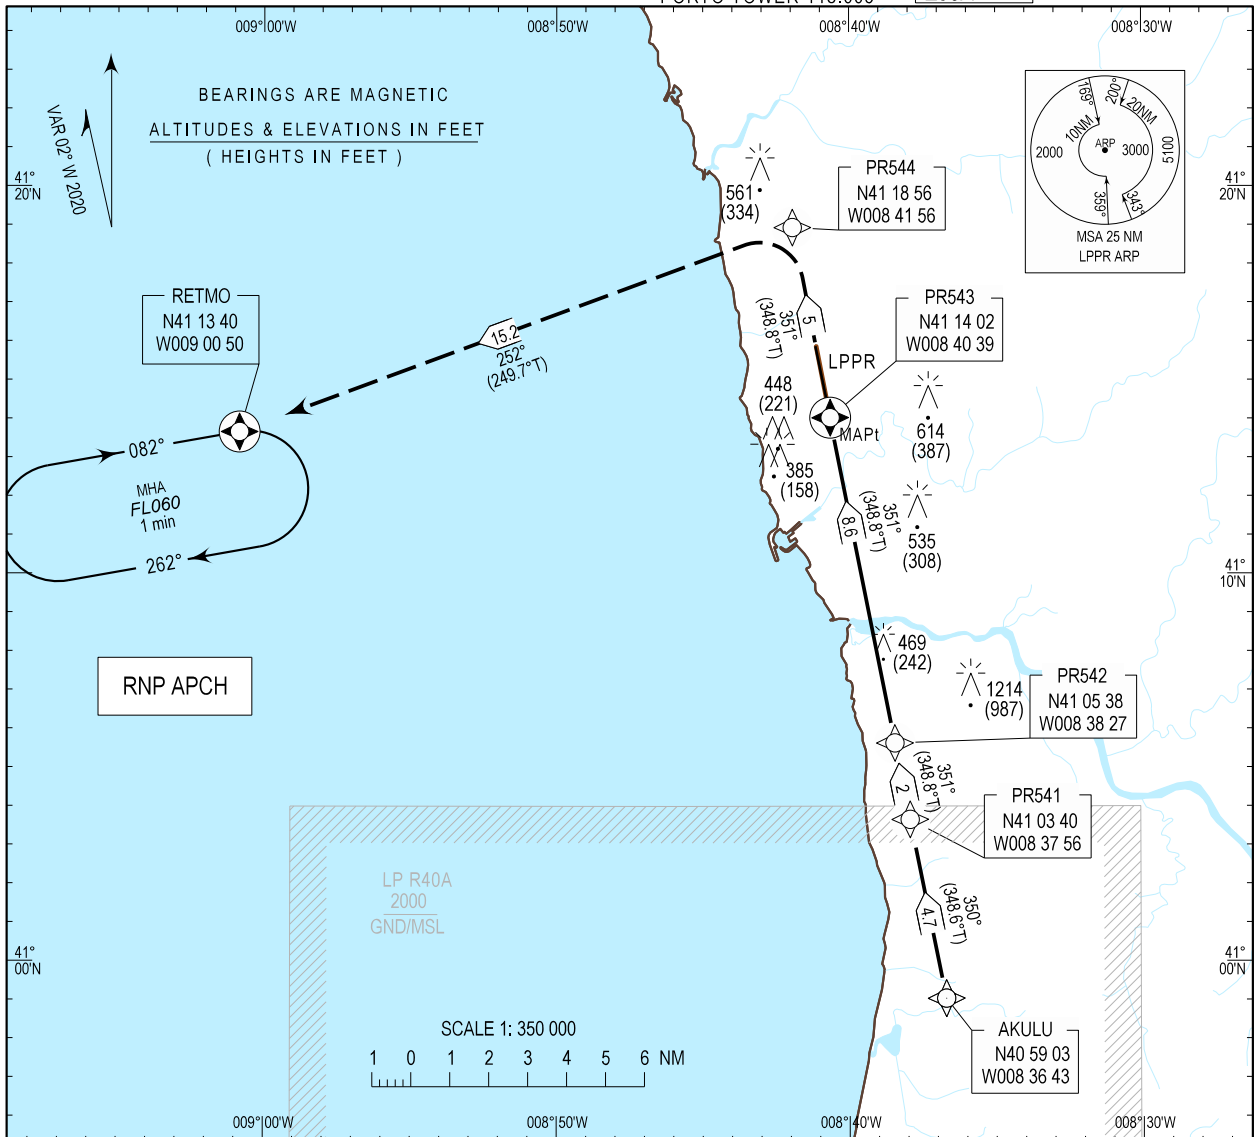 009°00'W
008°50'W
008°40'W
008°30'W
BEARINGS ARE MAGNETIC
ALTITUDES & ELEVATIONS IN FEET
( HEIGHTS IN FEET )
VAR 02° W 2020
169°
200°
20NM
10NM
ARP
2000
3000
5100
359°
343°
MSA 25 NM
LPPR ARP
41°
20'N
41°
20'N
561
(334)
PR544
N41 18 56
W008 41 56
RETMO
N41 13 40
W009 00 50
PR543
N41 14 02
W008 40 39
15.2
252°
(249.7°T)
5
351°
(348.8°T)
LPPR
448
(221)
MAPt
614
(387)
385
(158)
082°
MHA
FL060
1 min
262°
8.6
351°
(348.8°T)
535
(308)
41°
10'N
41°
10'N
469
(242)
1214
(987)
RNP APCH
PR542
N41 05 38
W008 38 27
2
351°
(348.8°T)
PR541
N41 03 40
W008 37 56
LP R40A
2000
GND/MSL
4.7
350°
(348.6°T)
41°
00'N
41°
00'N
SCALE 1: 350 000
1 0 1 2 3 4 5 6 NM
AKULU
N40 59 03
W008 36 43
009°00'W
008°50'W
008°40'W
008°30'W